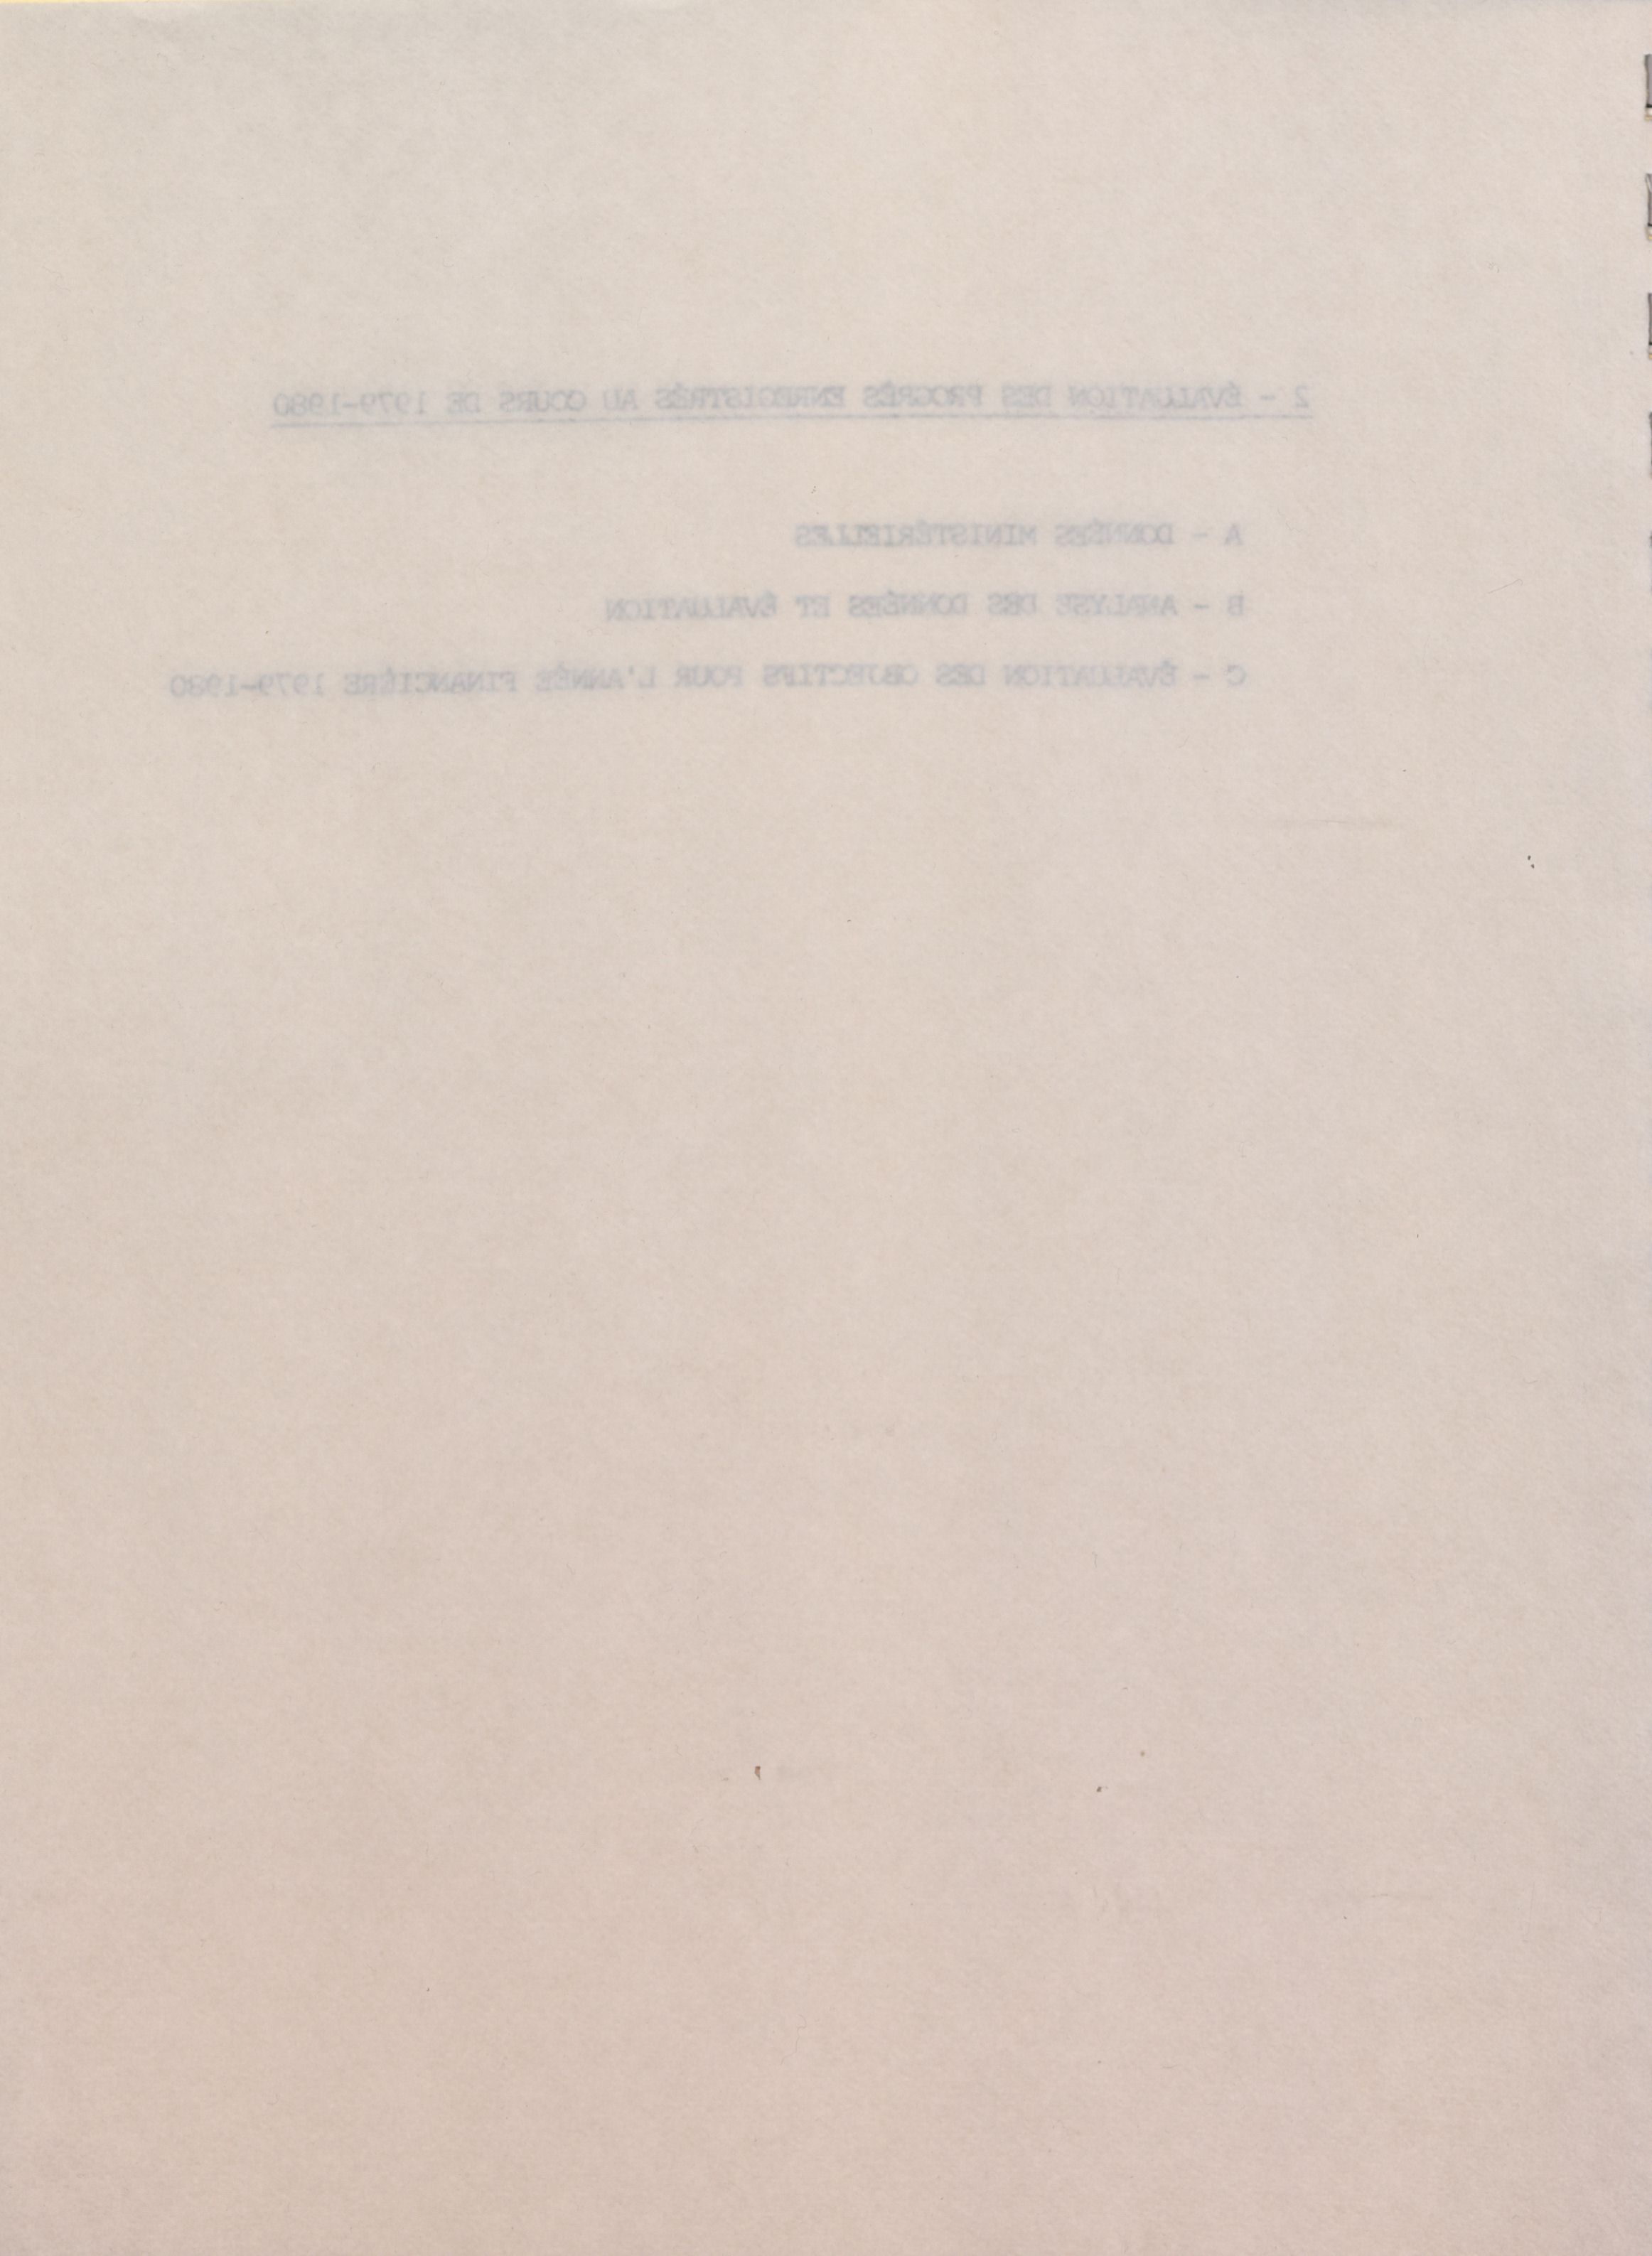 2 - ÉVALUATION DES PROGRÈS ENREGISTRÉS AU COURS DE 1979-1980
A - DONNÉES MINISTÉRIELLES
B - ANALYSE DES DONNÉES ET ÉVALUATION
C - ÉVALUATION DES OBJECTIFS POUR L'ANNÉE FINANCIÈRE 1979-1980